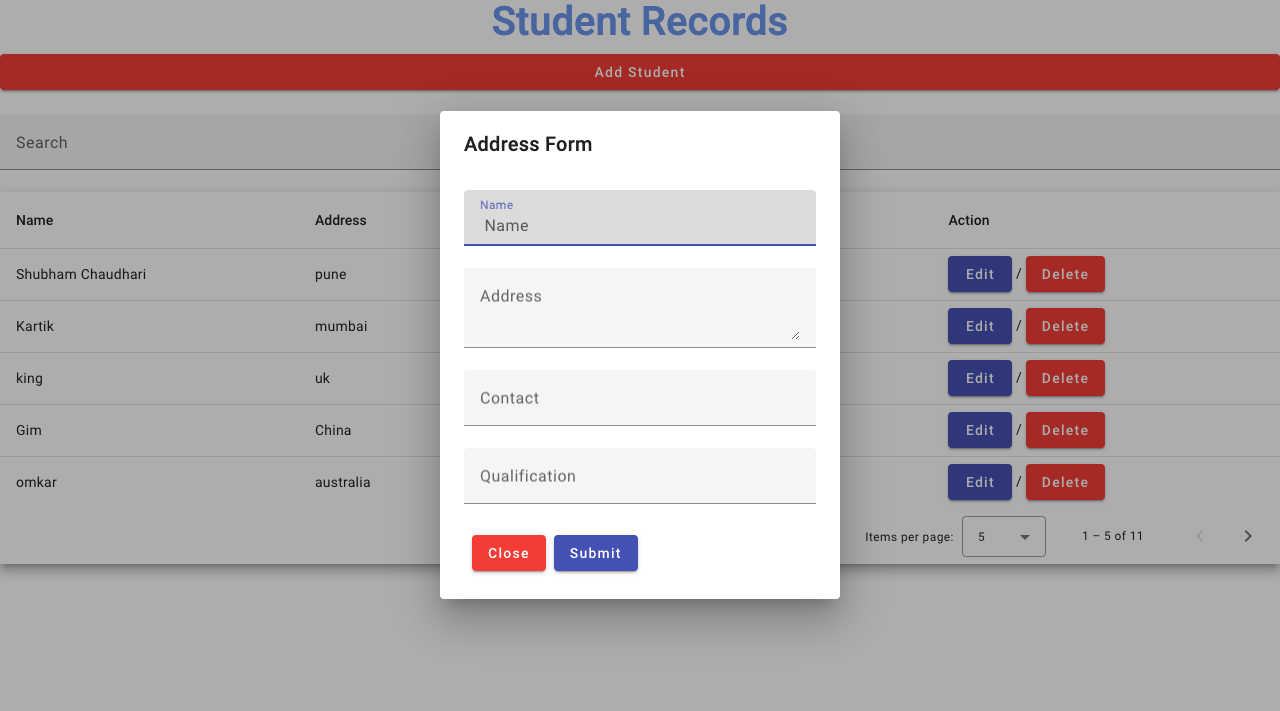 Student Records
Add Student
Search
Name Address Action
Shubham Chaudhari pune Edit / Delete
Kartik mumbai Edit / Delete
king uk Edit / Delete
Gim China Edit / Delete
omkar australia Edit / Delete
Items per page: 5 1 – 5 of 11
Address Form
Name
Name
Address
Contact
Qualification
Close Submit